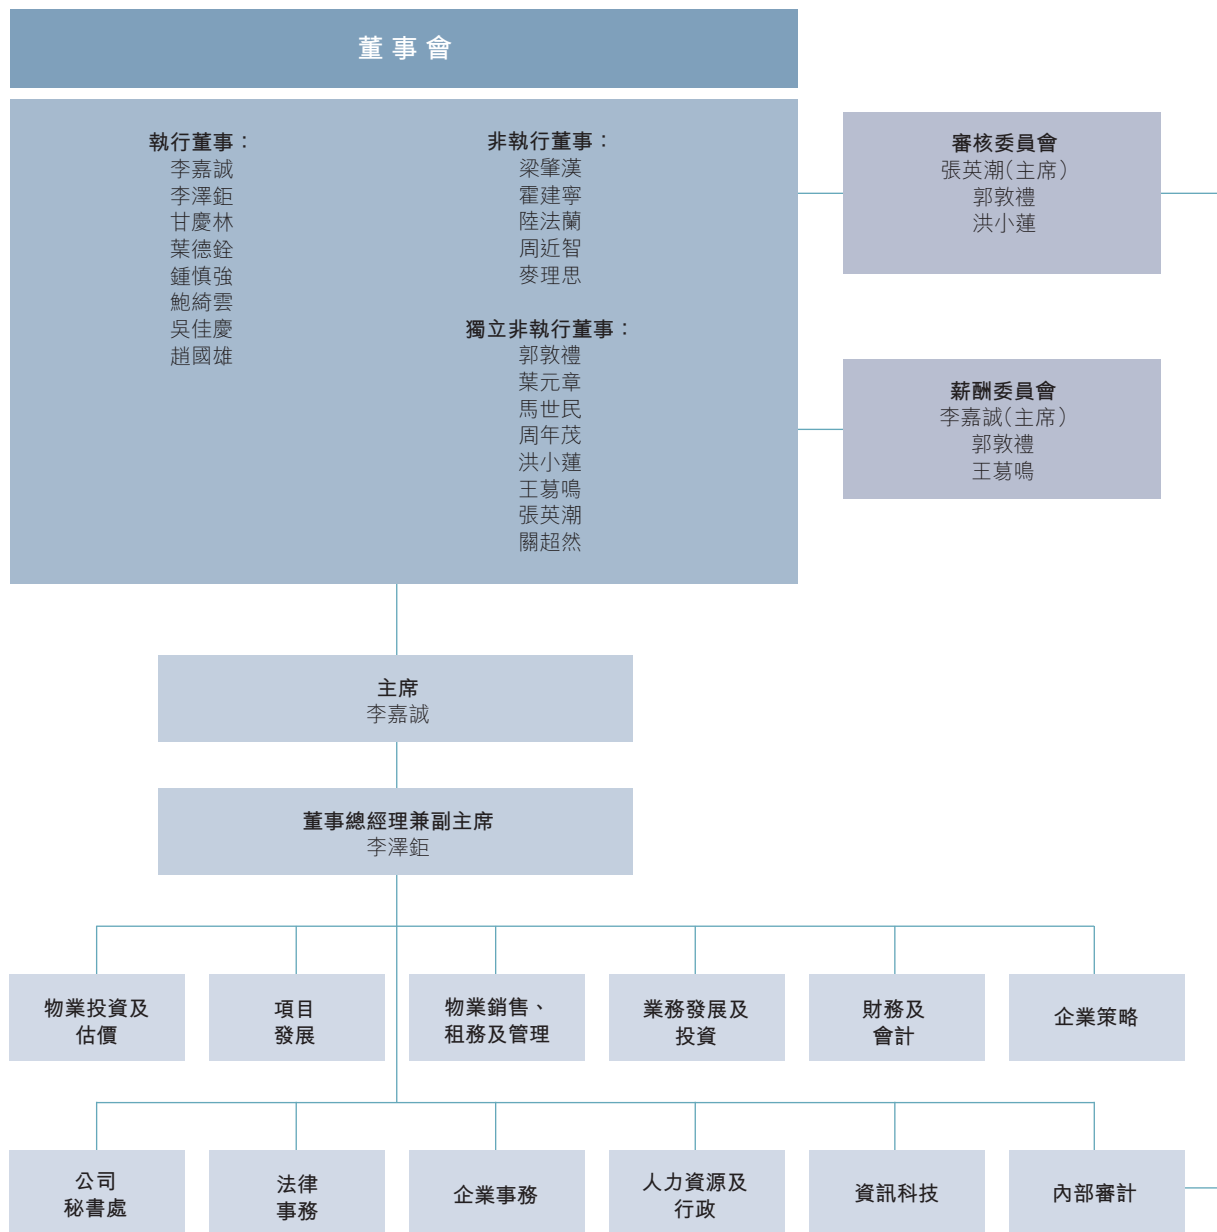 董事會
執行董事：
李嘉誠
李澤鉅
甘慶林
葉德銓
鍾慎強
鮑綺雲
吳佳慶
趙國雄
非執行董事：
梁肇漢
霍建寧
陸法蘭
周近智
麥理思
獨立非執行董事：
郭敦禮
葉元章
馬世民
周年茂
洪小蓮
王䓪鳴
張英潮
關超然
審核委員會
張英潮(主席)
郭敦禮
洪小蓮
薪酬委員會
李嘉誠(主席)
郭敦禮
王䓪鳴
主席
李嘉誠
董事總經理兼副主席
李澤鉅
物業投資及
估價
項目
發展
物業銷售、
租務及管理
業務發展及
投資
財務及
會計
企業策略
公司
秘書處
法律
事務
企業事務
人力資源及
行政
資訊科技
內部審計